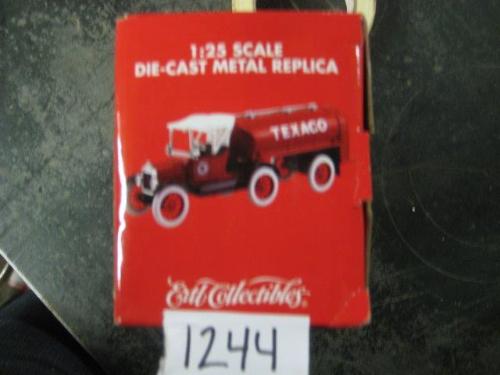 1:25 SCALE
DIE-CAST METAL REPLICA
TEXACO
Ertl Collectibles
1244